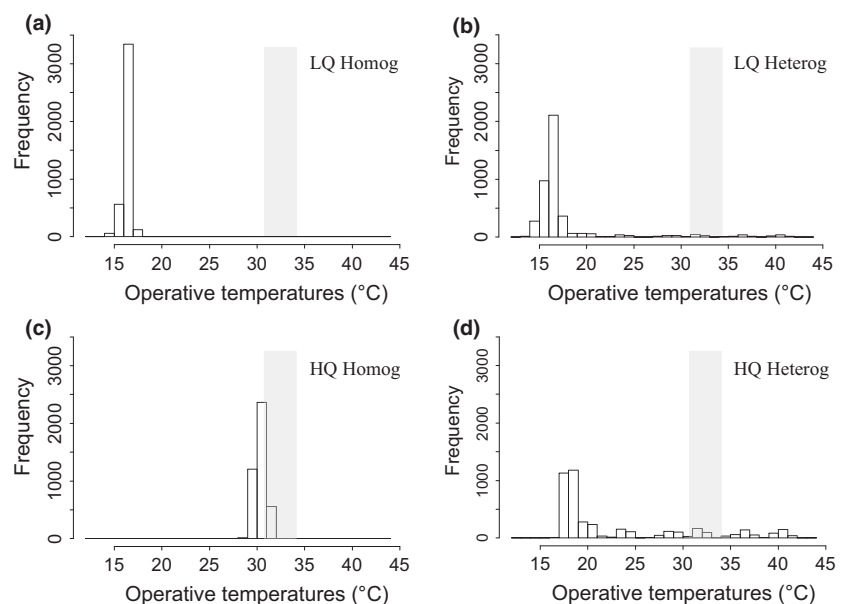 (a)
LQ Homog
Frequency
0 1000 2000 3000
15 20 25 30 35 40 45
Operative temperatures (°C)
(b)
LQ Heterog
Frequency
0 1000 2000 3000
15 20 25 30 35 40 45
Operative temperatures (°C)
(c)
HQ Homog
Frequency
0 1000 2000 3000
15 20 25 30 35 40 45
Operative temperatures (°C)
(d)
HQ Heterog
Frequency
0 1000 2000 3000
15 20 25 30 35 40 45
Operative temperatures (°C)